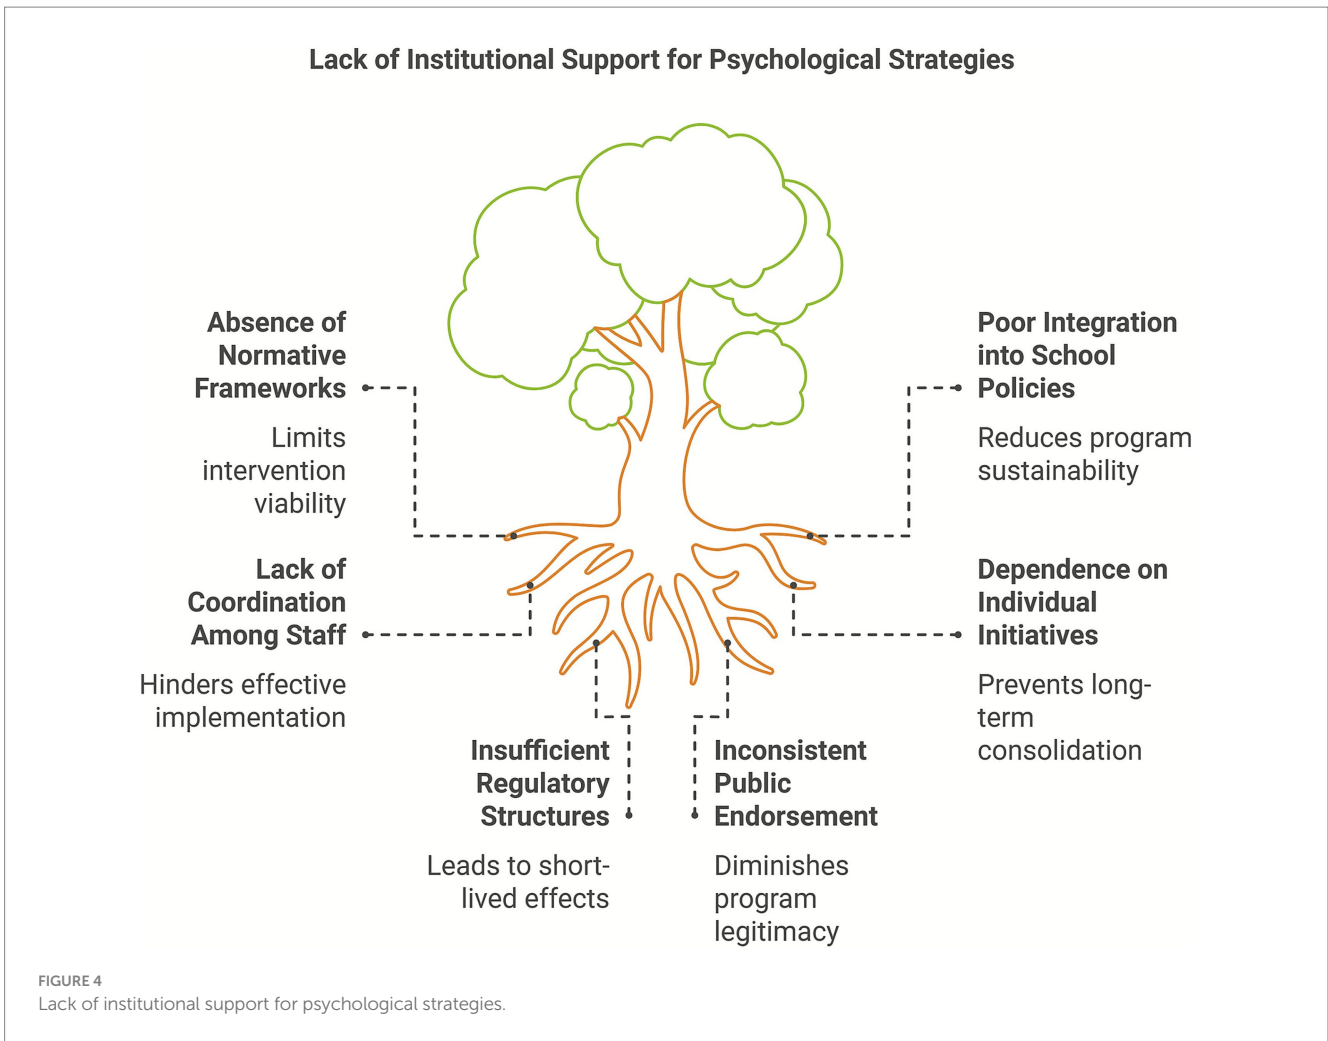 Lack of Institutional Support for Psychological Strategies
Absence of
Normative
Frameworks
Limits
intervention
viability
Lack of
Coordination
Among Staff
Hinders effective
implementation
Insufficient
Regulatory
Structures
Leads to short-
lived effects
Inconsistent
Public
Endorsement
Diminishes
program
legitimacy
Poor Integration
into School
Policies
Reduces program
sustainability
Dependence on
Individual
Initiatives
Prevents long-
term
consolidation
FIGURE 4
Lack of institutional support for psychological strategies.